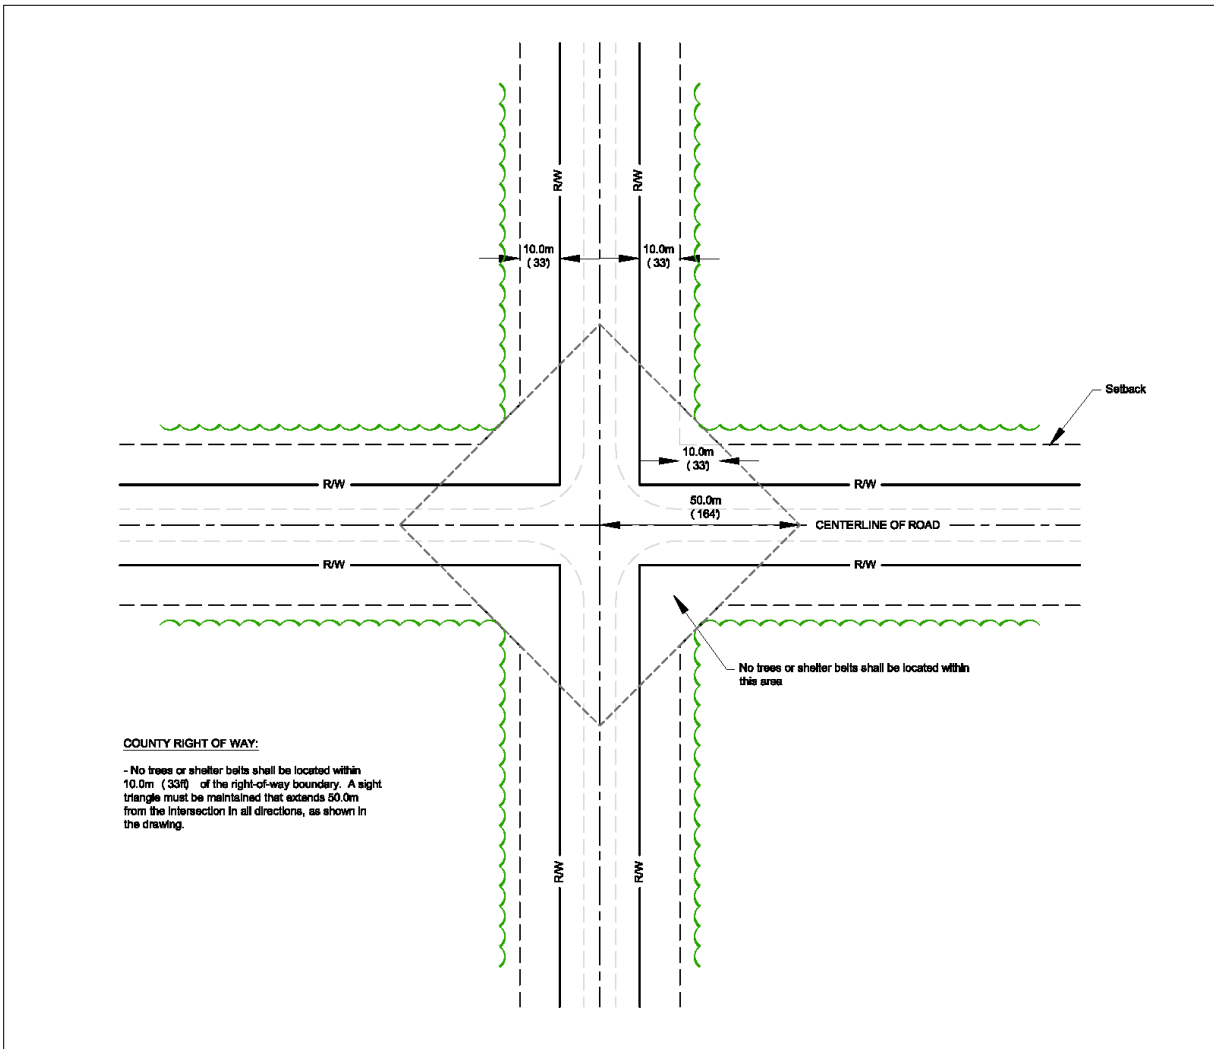 R/W
R/W
10.0m
( 33')
10.0m
( 33')
Setback
10.0m
( 33')
R/W
R/W
50.0m
( 164')
CENTERLINE OF ROAD
R/W
R/W
No trees or shelter belts shall be located within
this area
COUNTY RIGHT OF WAY:
- No trees or shelter belts shall be located within
10.0m ( 33ft) of the right-of-way boundary. A sight
triangle must be maintained that extends 50.0m
from the intersection in all directions, as shown in
the drawing.
R/W
R/W